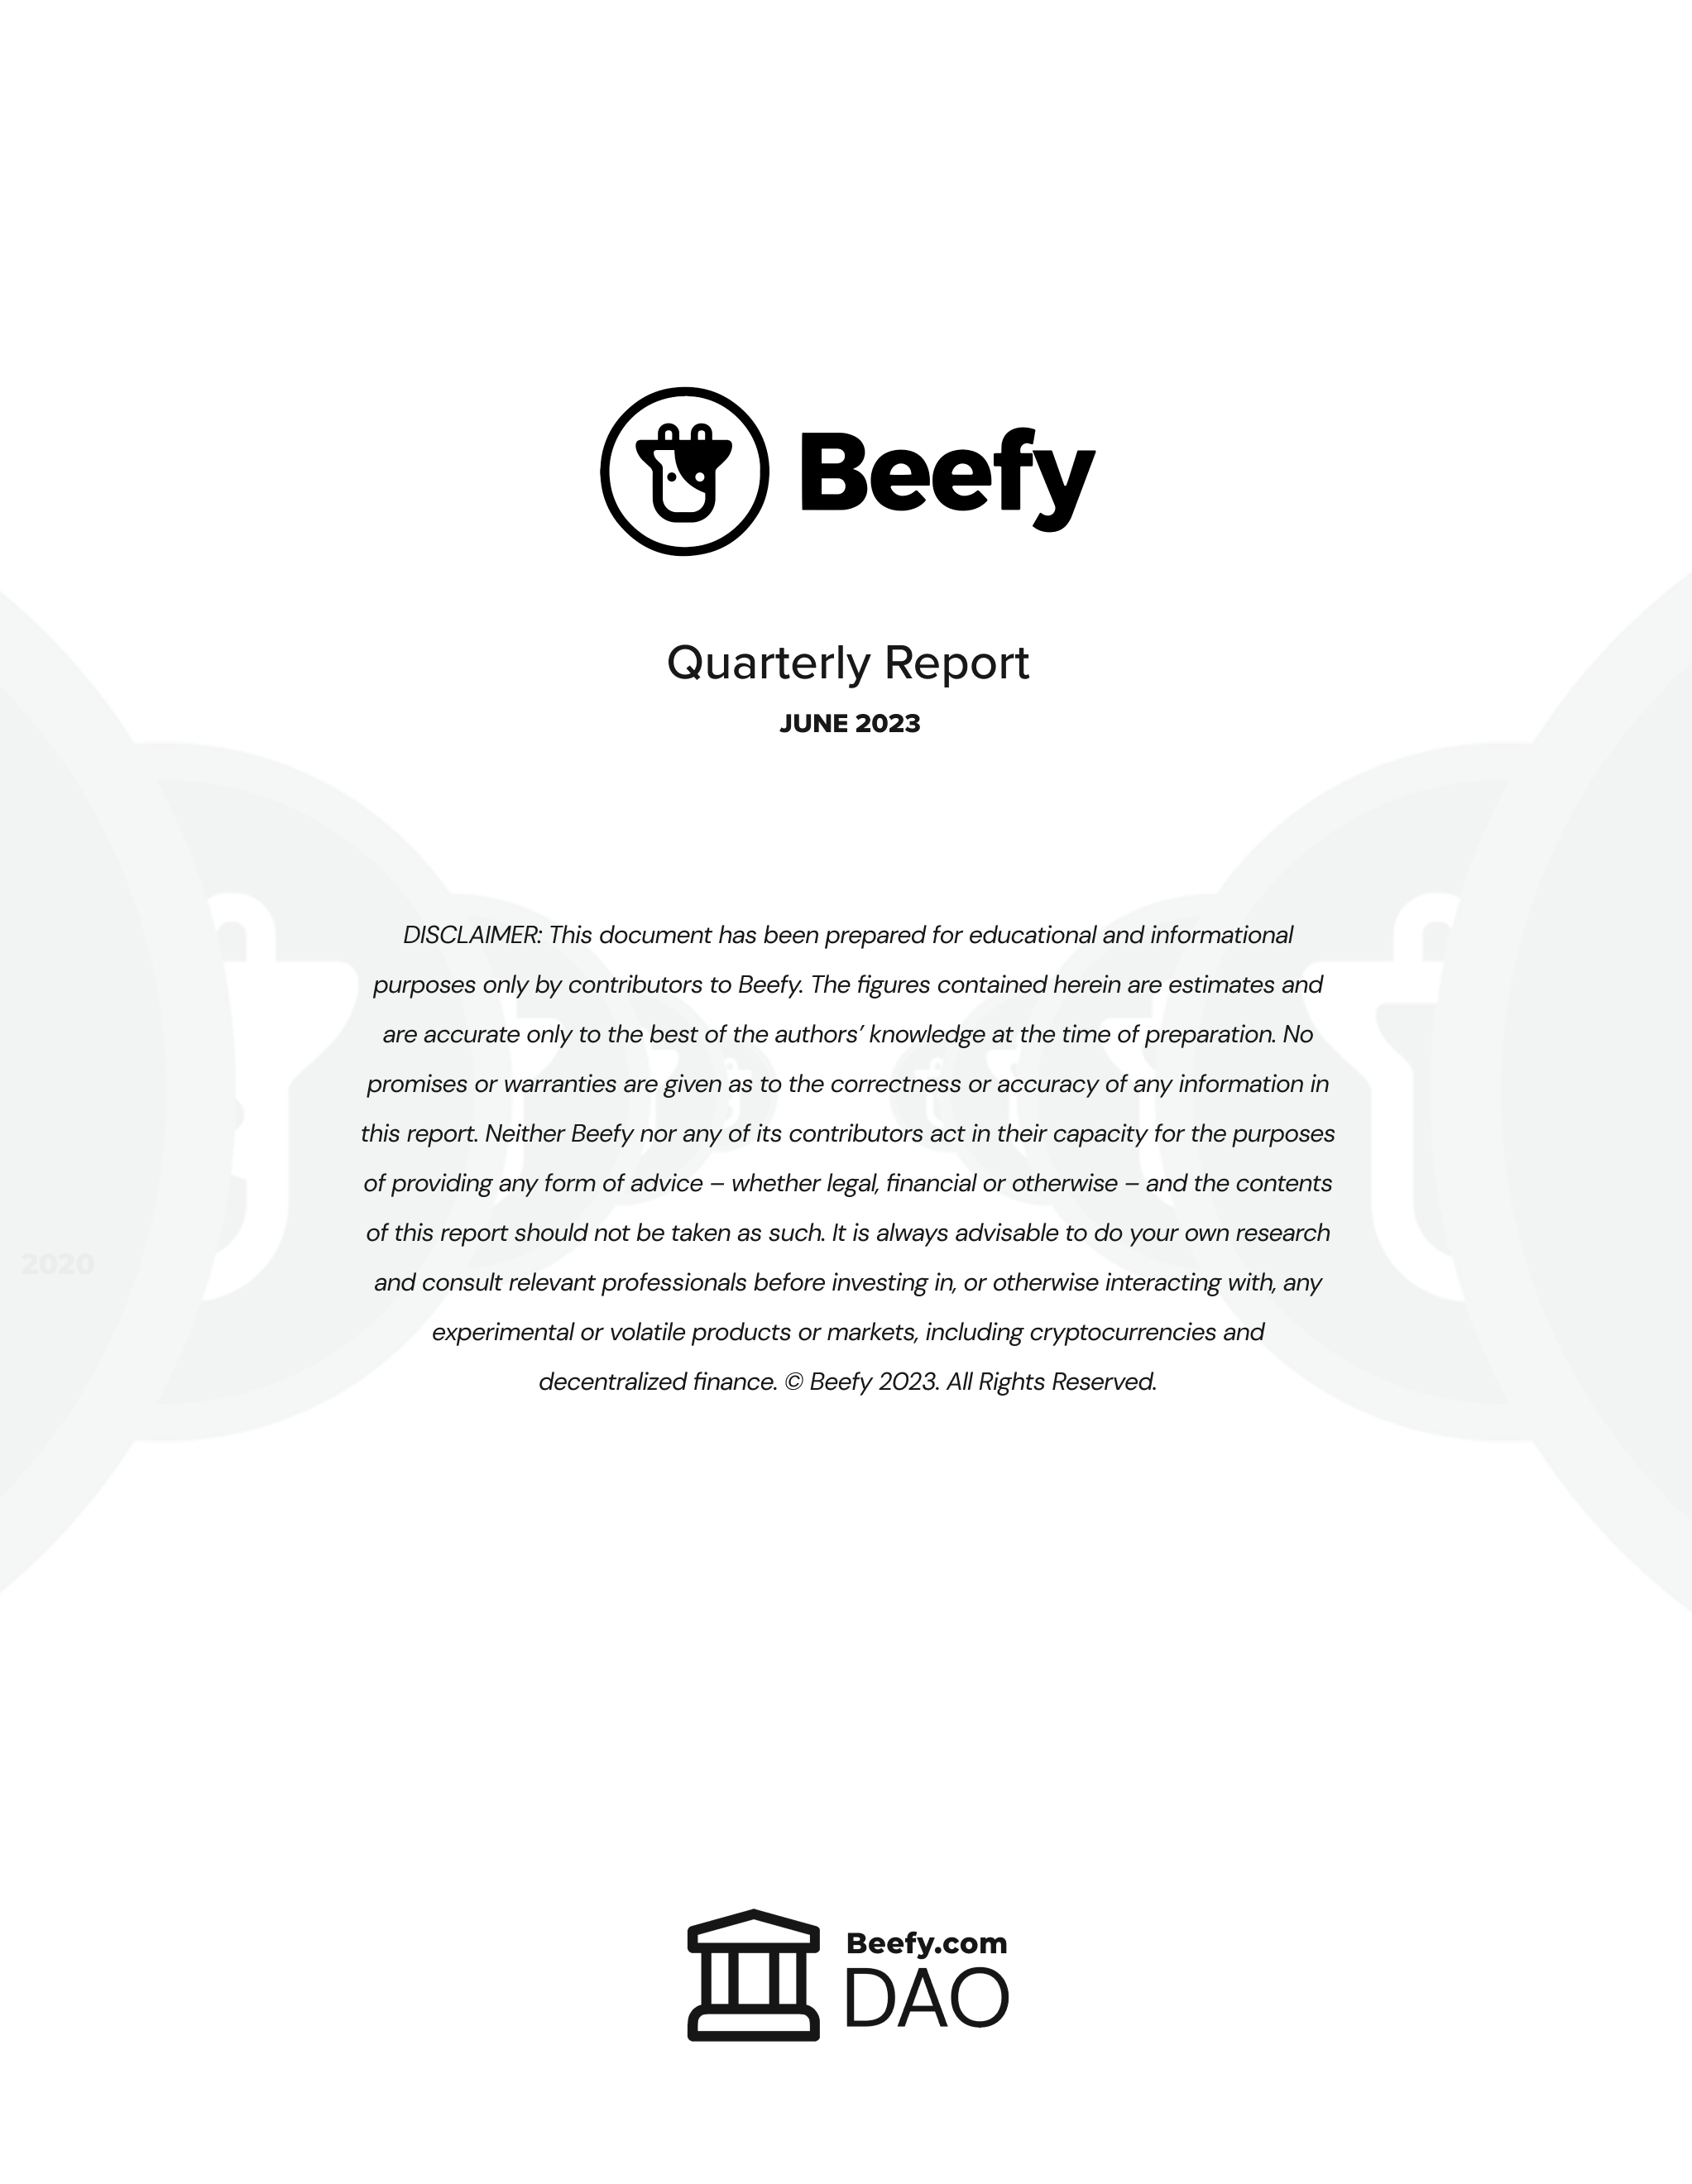 Beefy
Quarterly Report
JUNE 2023
DISCLAIMER: This document has been prepared for educational and informational
purposes only by contributors to Beefy. The figures contained herein are estimates and
are accurate only to the best of the authors’ knowledge at the time of preparation. No
promises or warranties are given as to the correctness or accuracy of any information in
this report. Neither Beefy nor any of its contributors act in their capacity for the purposes
of providing any form of advice – whether legal, financial or otherwise – and the contents
of this report should not be taken as such. It is always advisable to do your own research
2020
and consult relevant professionals before investing in, or otherwise interacting with, any
experimental or volatile products or markets, including cryptocurrencies and
decentralized finance. © Beefy 2023. All Rights Reserved.
Beefy.com
DAO